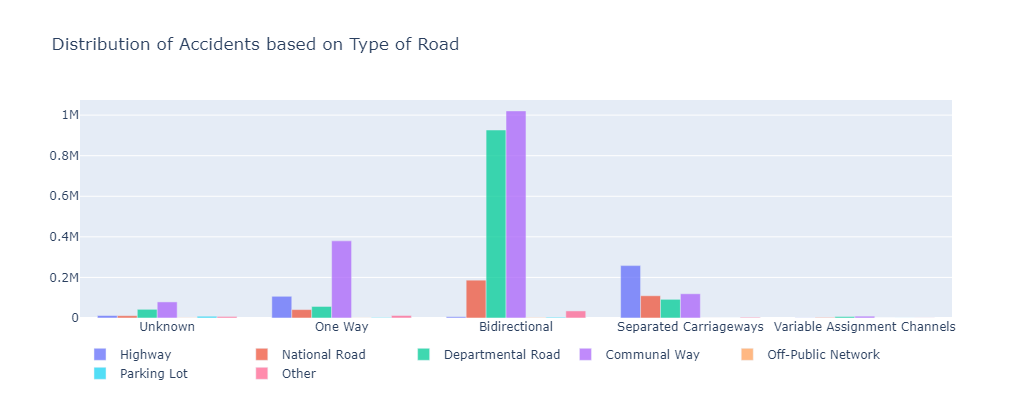 Distribution of Accidents based on Type of Road
1M
0.8M
0.6M
0.4M
0.2M
0
Unknown One Way Bidirectional Separated Carriageways Variable Assignment Channels
Highway National Road Departmental Road Communal Way Off-Public Network
Parking Lot Other